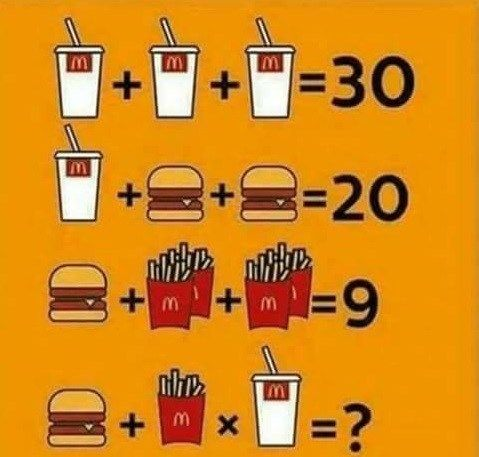 m + m + m =30
m + + =20
+ m + m =9
+ m × m =?